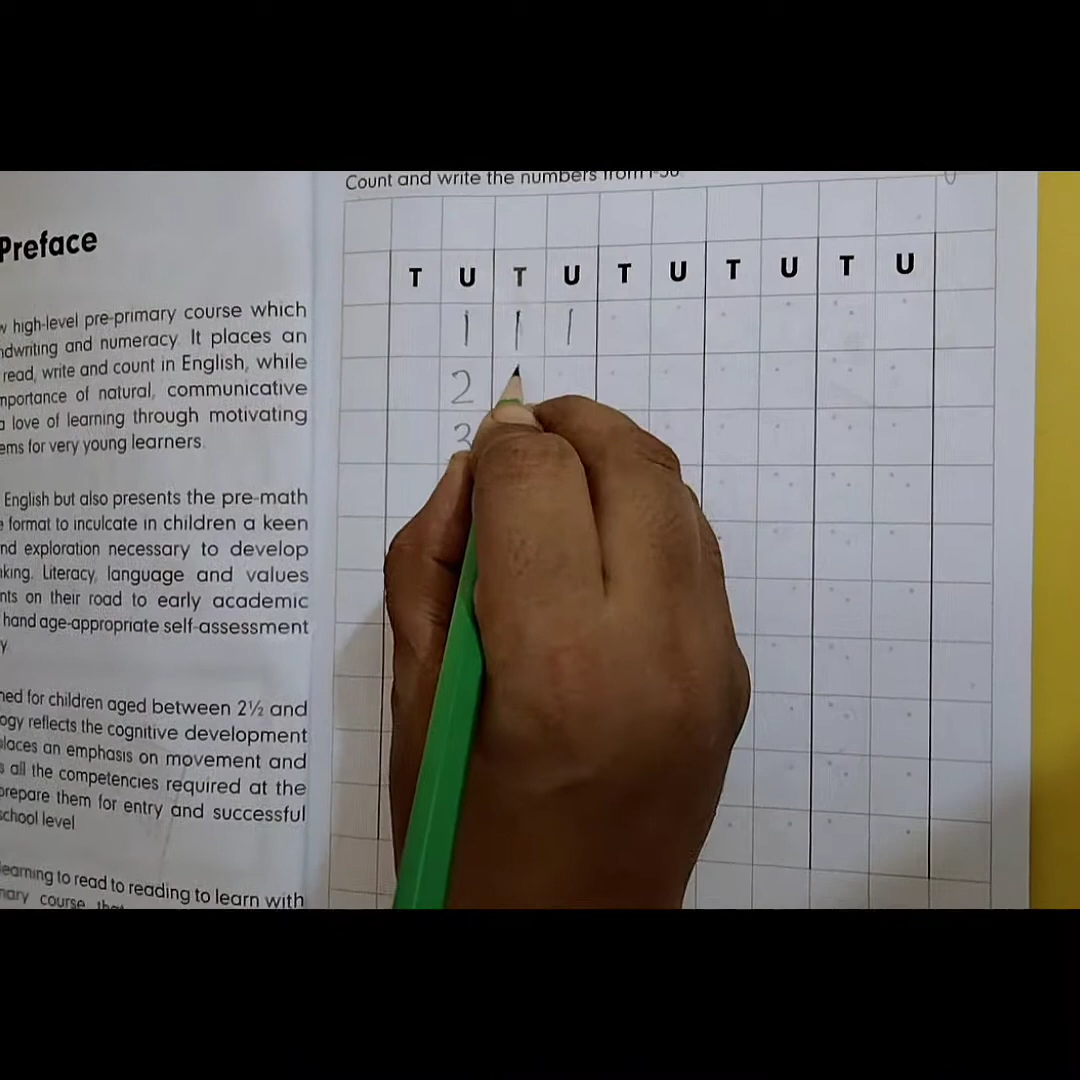 Preface
w high-level pre-primary course which
ndwriting and numeracy. It places an
read, write and count in English, while
mportance of natural, communicative
a love of learning through motivating
ems for very young learners.
English but also presents the pre-math
e format to inculcate in children a keen
nd exploration necessary to develop
nking. Literacy, language and values
nts on their road to early academic
hand age-appropriate self-assessment
y.
ned for children aged between 2½ and
ogy reflects the cognitive development
places an emphasis on movement and
s all the competencies required at the
prepare them for entry and successful
school level
learning to read to reading to learn with
nary course
Count and write the numbers from 1-50.
T U T U T U T U T U
1 1 1
2
3